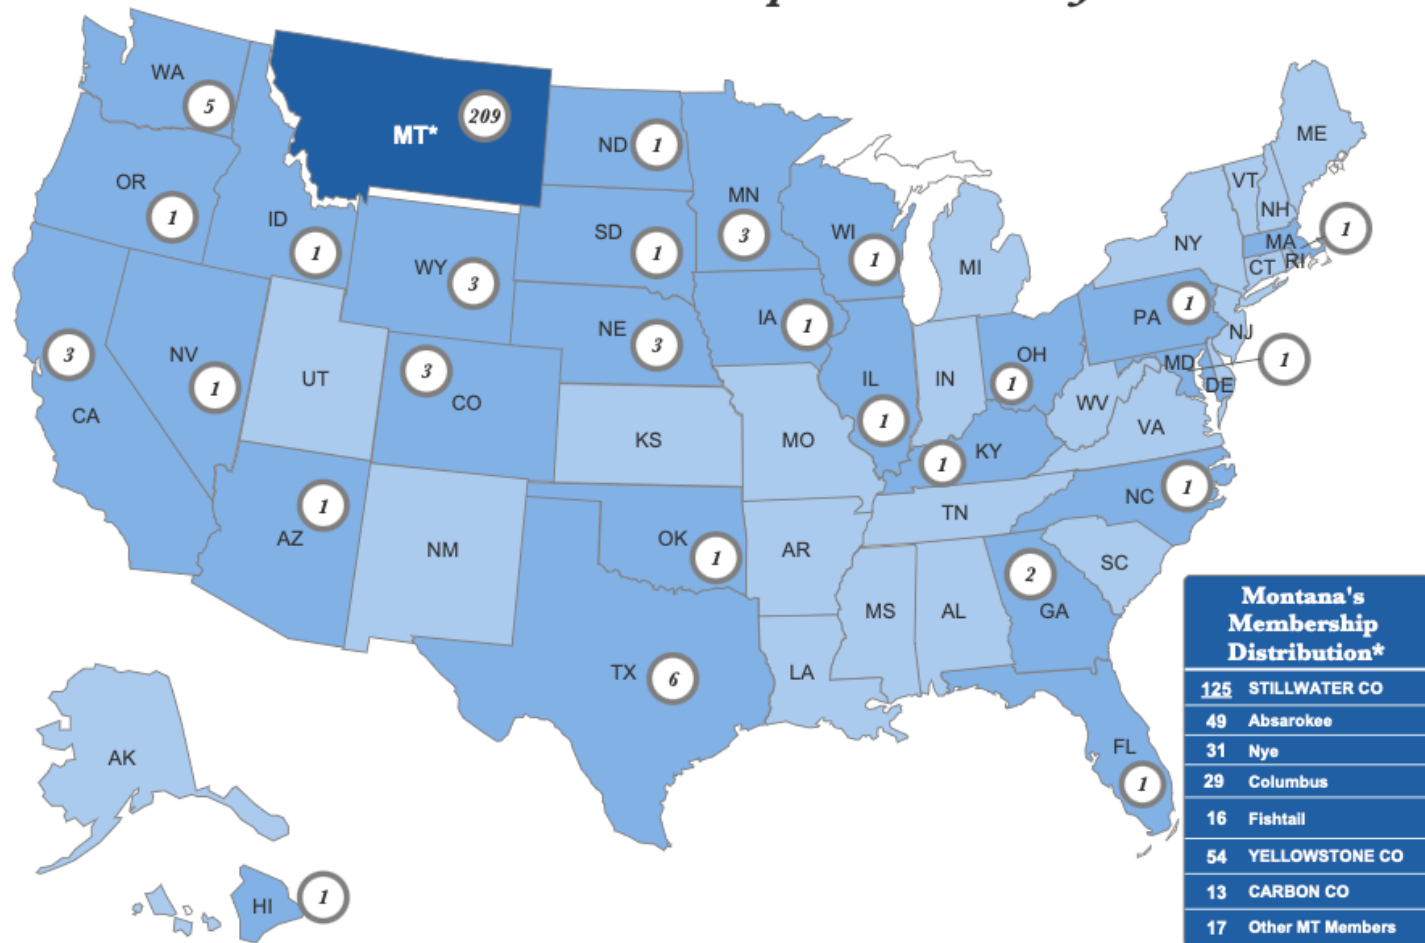 WA
5
MT*
209
ND
1
OR
1
ID
1
WY
3
SD
1
MN
3
WI
1
MI
ME
VT
NH
NY
MA
1
CT
RI
CA
3
NV
1
UT
CO
3
NE
3
IA
1
IL
1
IN
OH
1
PA
1
NJ
MD
1
DE
WV
VA
KS
MO
KY
1
NC
1
TN
AZ
1
NM
OK
1
AR
SC
MS
AL
GA
2
TX
6
LA
FL
1
AK
HI
1
Montana's
Membership
Distribution*
125 STILLWATER CO
49 Absarokee
31 Nye
29 Columbus
16 Fishtail
54 YELLOWSTONE CO
13 CARBON CO
17 Other MT Members